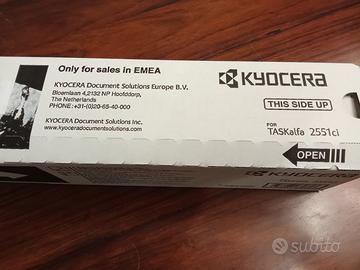 Only for sales in EMEA
KYOCERA Document Solutions Europe B.V.
Bloemlaan 4,2132 NP Hoofddorp,
The Netherlands
PHONE: +31-(0)20-65-40-000
KYOCERA Document Solutions Inc.
www.kyoceradocumentsolutions.com
KYOCERA
THIS SIDE UP
FOR
TASKalfa 2551ci
OPEN
subito